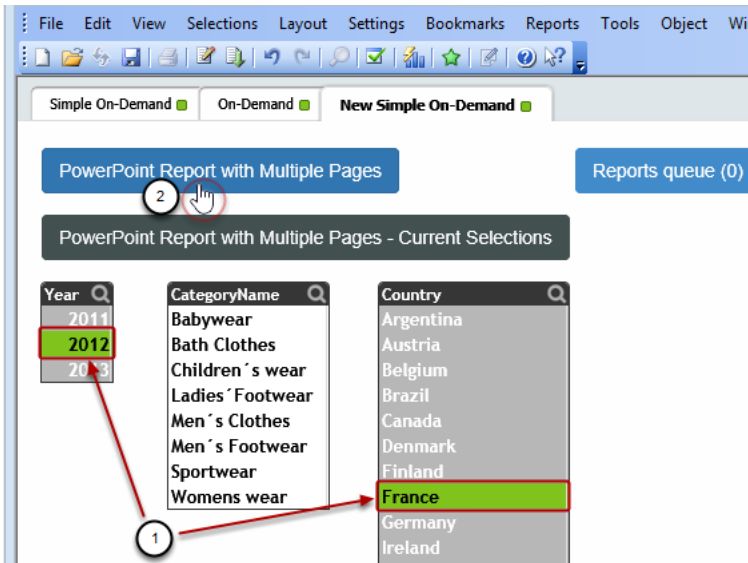 File Edit View Selections Layout Settings Bookmarks Reports Tools Object Wi
Simple On-Demand On-Demand New Simple On-Demand
PowerPoint Report with Multiple Pages Reports queue (0)
2
PowerPoint Report with Multiple Pages - Current Selections
Year CategoryName Country
2011 Babywear Argentina
2012 Bath Clothes Austria
2013 Children´s wear Belgium
Ladies´Footwear Brazil
Men´s Clothes Canada
Men´s Footwear Denmark
Sportwear Finland
Womens wear France
1 Germany
Ireland